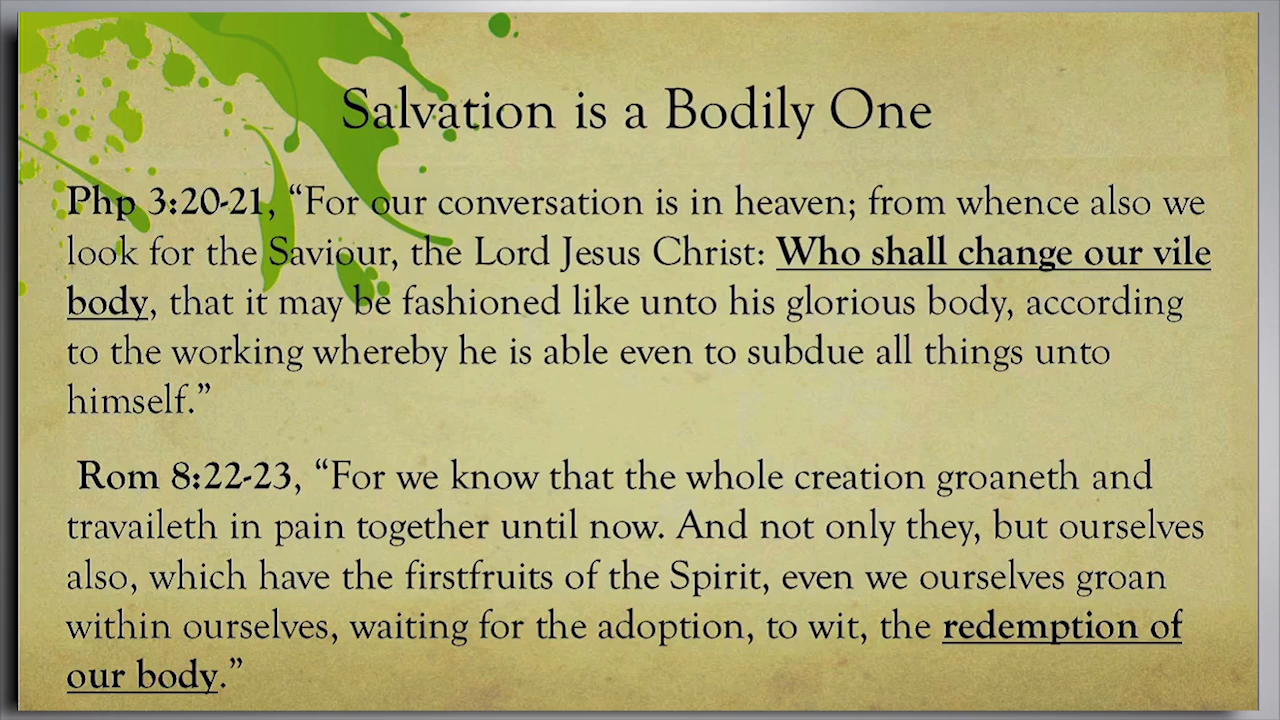 Salvation is a Bodily One
Php 3:20-21, “For our conversation is in heaven; from whence also we
look for the Saviour, the Lord Jesus Christ: Who shall change our vile
body, that it may be fashioned like unto his glorious body, according
to the working whereby he is able even to subdue all things unto
himself.”
Rom 8:22-23, “For we know that the whole creation groaneth and
travaileth in pain together until now. And not only they, but ourselves
also, which have the firstfruits of the Spirit, even we ourselves groan
within ourselves, waiting for the adoption, to wit, the redemption of
our body.”